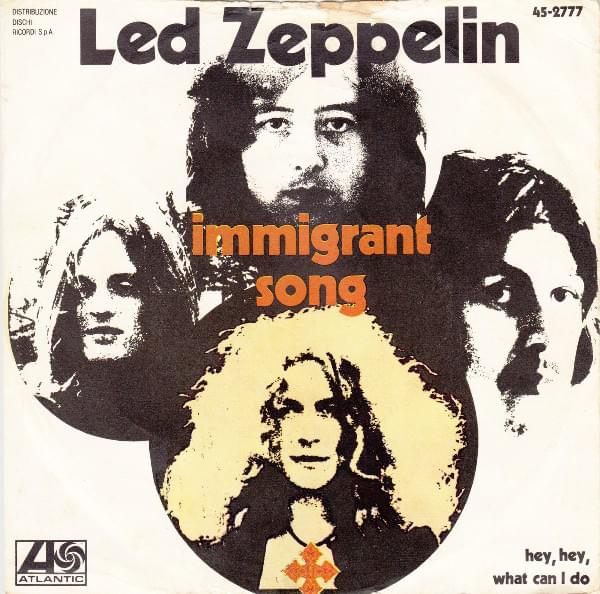 DISTRIBUZIONE
DISCHI
RICORDI S.p.A.
Led Zeppelin
45-2777
immigrant
song
ATLANTIC
hey, hey,
what can I do